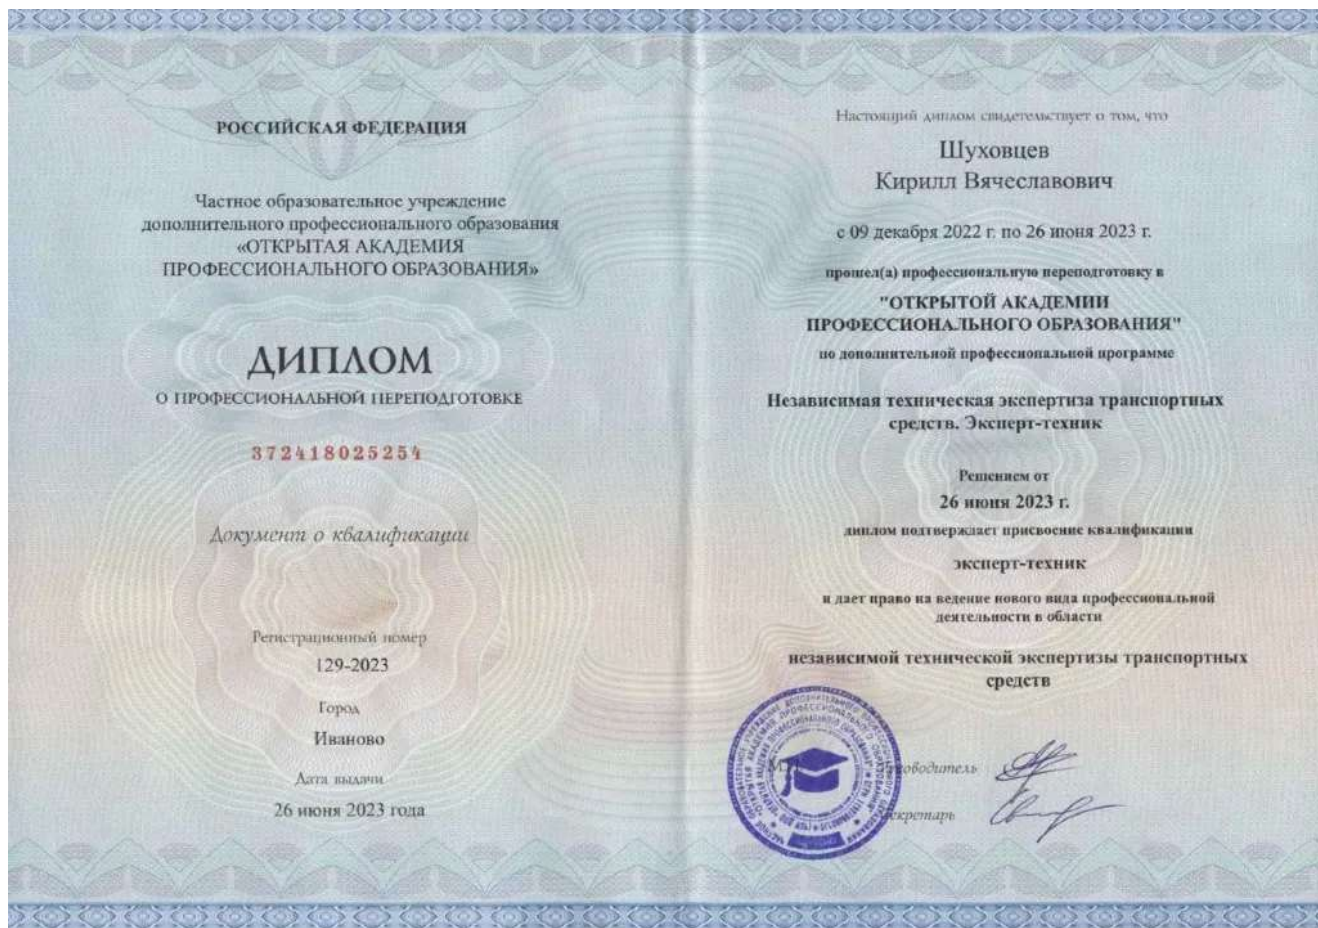 РОССИЙСКАЯ ФЕДЕРАЦИЯ
Частное образовательное учреждение
дополнительного профессионального образования
«ОТКРЫТАЯ АКАДЕМИЯ
ПРОФЕССИОНАЛЬНОГО ОБРАЗОВАНИЯ»
ДИПЛОМ
О ПРОФЕССИОНАЛЬНОЙ ПЕРЕПОДГОТОВКЕ
372418025254
Документ о квалификации
Регистрационный номер
129-2023
Город
Иваново
Дата выдачи
26 июня 2023 года
Настоящий диплом свидетельствует о том, что
Шуховцев
Кирилл Вячеславович
с 09 декабря 2022 г. по 26 июня 2023 г.
прошел(а) профессиональную переподготовку в
"ОТКРЫТОЙ АКАДЕМИИ
ПРОФЕССИОНАЛЬНОГО ОБРАЗОВАНИЯ"
по дополнительной профессиональной программе
Независимая техническая экспертиза транспортных
средств. Эксперт-техник
Решением от
26 июня 2023 г.
диплом подтверждает присвоение квалификации
эксперт-техник
и дает право на ведение нового вида профессиональной
деятельности в области
независимой технической экспертизы транспортных
средств
Руководитель
Секретарь